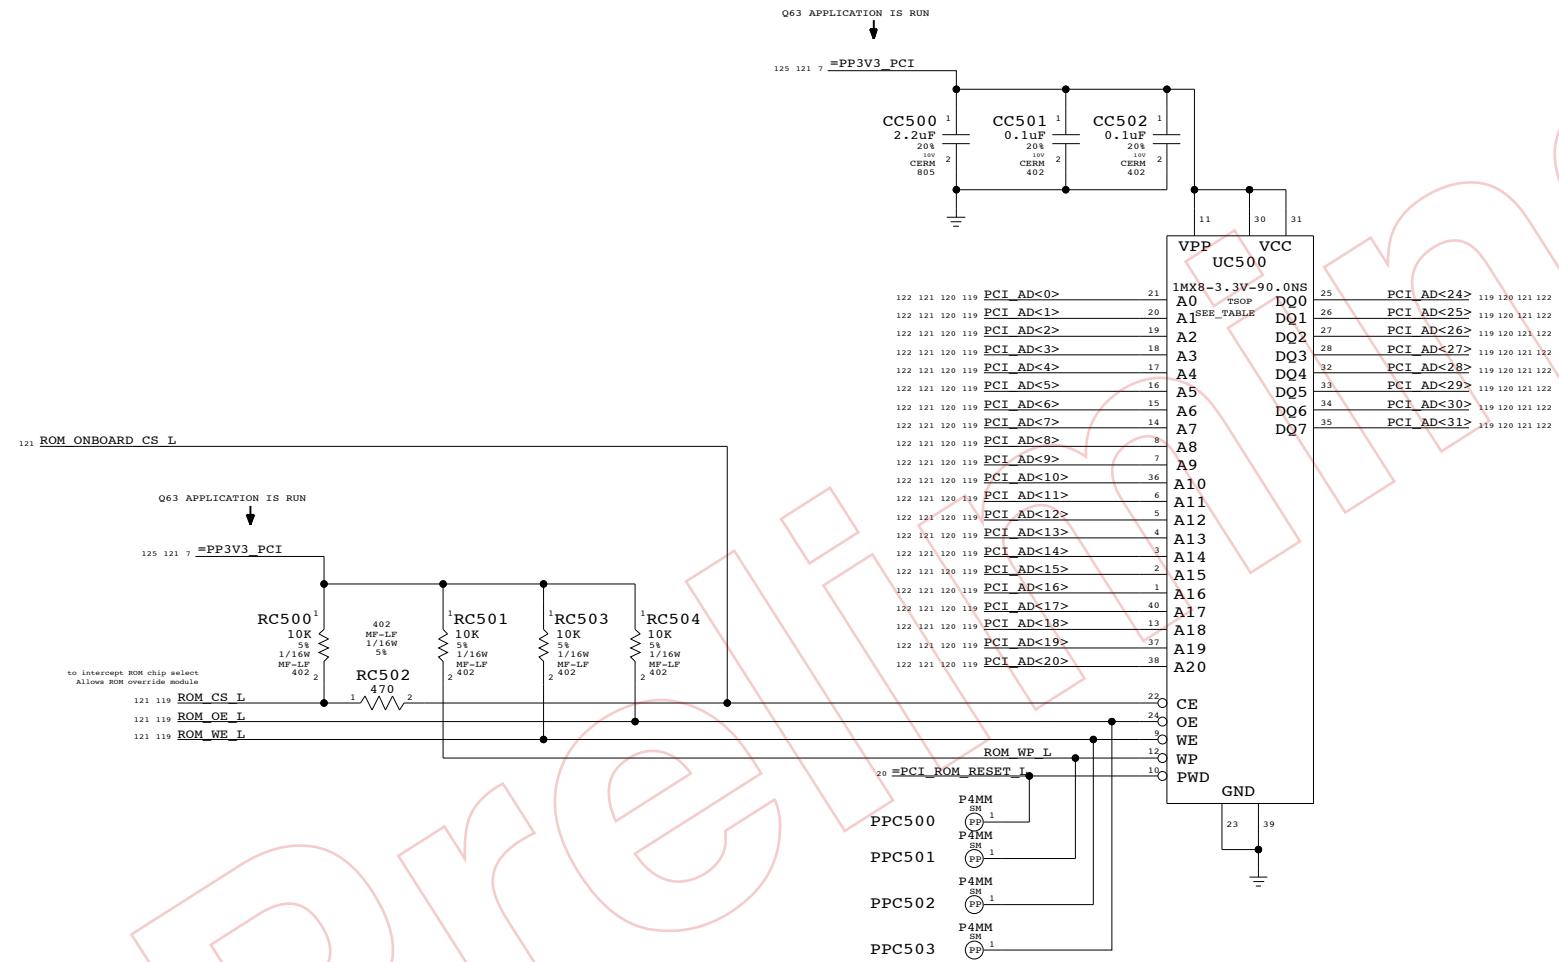 Q63 APPLICATION IS RUN
125 121 7 =PP3V3_PCI
CC500 1
2.2uF
20%
10V
CERM
805
2
CC501 1
0.1uF
20%
10V
CERM
402
2
CC502 1
0.1uF
20%
10V
CERM
402
2
11 30 31
VPP VCC
UC500
1MX8-3.3V-90.0NS
TSOP
SEE_TABLE
122 121 120 119 PCI_AD<0> 21 A0 DQ0 25 PCI_AD<24> 119 120 121 122
122 121 120 119 PCI_AD<1> 20 A1 DQ1 26 PCI_AD<25> 119 120 121 122
122 121 120 119 PCI_AD<2> 19 A2 DQ2 27 PCI_AD<26> 119 120 121 122
122 121 120 119 PCI_AD<3> 18 A3 DQ3 28 PCI_AD<27> 119 120 121 122
122 121 120 119 PCI_AD<4> 17 A4 DQ4 32 PCI_AD<28> 119 120 121 122
122 121 120 119 PCI_AD<5> 16 A5 DQ5 33 PCI_AD<29> 119 120 121 122
122 121 120 119 PCI_AD<6> 15 A6 DQ6 34 PCI_AD<30> 119 120 121 122
122 121 120 119 PCI_AD<7> 14 A7 DQ7 35 PCI_AD<31> 119 120 121 122
122 121 120 119 PCI_AD<8> 8 A8
122 121 120 119 PCI_AD<9> 7 A9
122 121 120 119 PCI_AD<10> 36 A10
122 121 120 119 PCI_AD<11> 6 A11
122 121 120 119 PCI_AD<12> 5 A12
122 121 120 119 PCI_AD<13> 4 A13
122 121 120 119 PCI_AD<14> 3 A14
122 121 120 119 PCI_AD<15> 2 A15
122 121 120 119 PCI_AD<16> 1 A16
122 121 120 119 PCI_AD<17> 40 A17
122 121 120 119 PCI_AD<18> 13 A18
122 121 120 119 PCI_AD<19> 37 A19
122 121 120 119 PCI_AD<20> 38 A20
121 ROM_ONBOARD_CS_L
Q63 APPLICATION IS RUN
125 121 7 =PP3V3_PCI
RC500 1
10K
5%
1/16W
MF-LF
402
2
402
MF-LF
1/16W
5%
RC502
470
1 2
1 RC501
10K
5%
1/16W
MF-LF
2 402
1 RC503
10K
5%
1/16W
MF-LF
2 402
1 RC504
10K
5%
1/16W
MF-LF
2 402
to intercept ROM chip select
Allows ROM override module
121 119 ROM_CS_L 22 CE
121 119 ROM_OE_L 24 OE
121 119 ROM_WE_L 9 WE
ROM_WP_L 12 WP
20 =PCI_ROM_RESET_L 10 PWD
GND
23 39
P4MM
SM
PPC500 PP 1
P4MM
SM
PPC501 PP 1
P4MM
SM
PPC502 PP 1
P4MM
SM
PPC503 PP 1
Prelimin